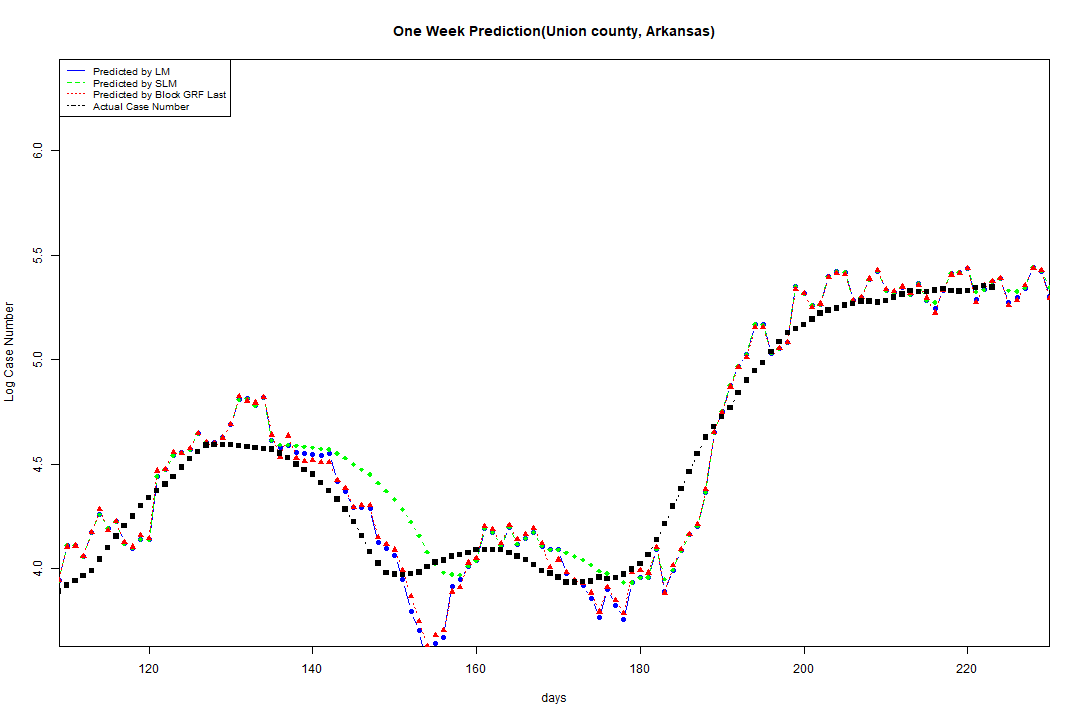 One Week Prediction(Union county, Arkansas)
Predicted by LM
Predicted by SLM
Predicted by Block GRF Last
Actual Case Number
6.0
5.5
5.0
4.5
4.0
Log Case Number
120 140 160 180 200 220
days